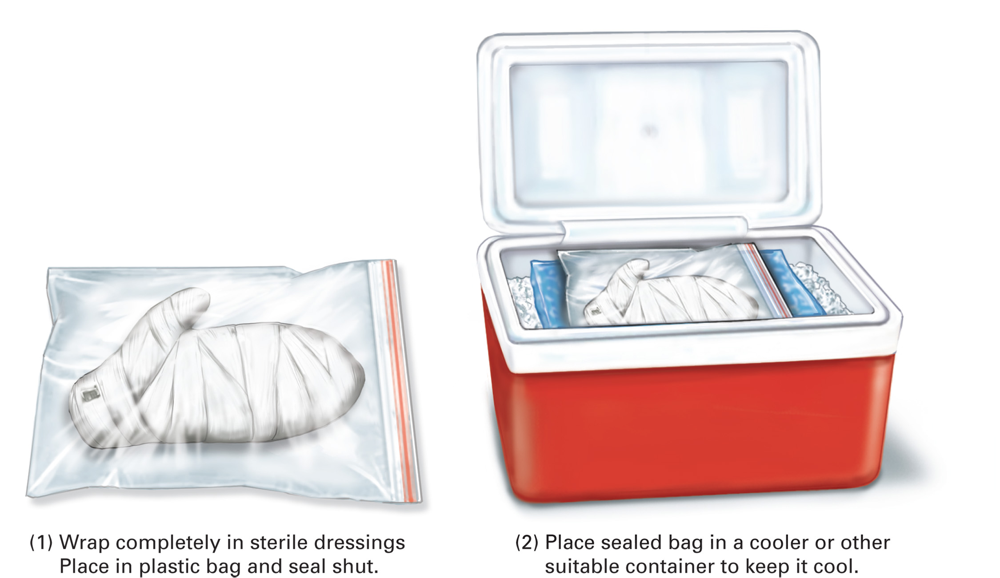 (1) Wrap completely in sterile dressings
Place in plastic bag and seal shut.
(2) Place sealed bag in a cooler or other
suitable container to keep it cool.